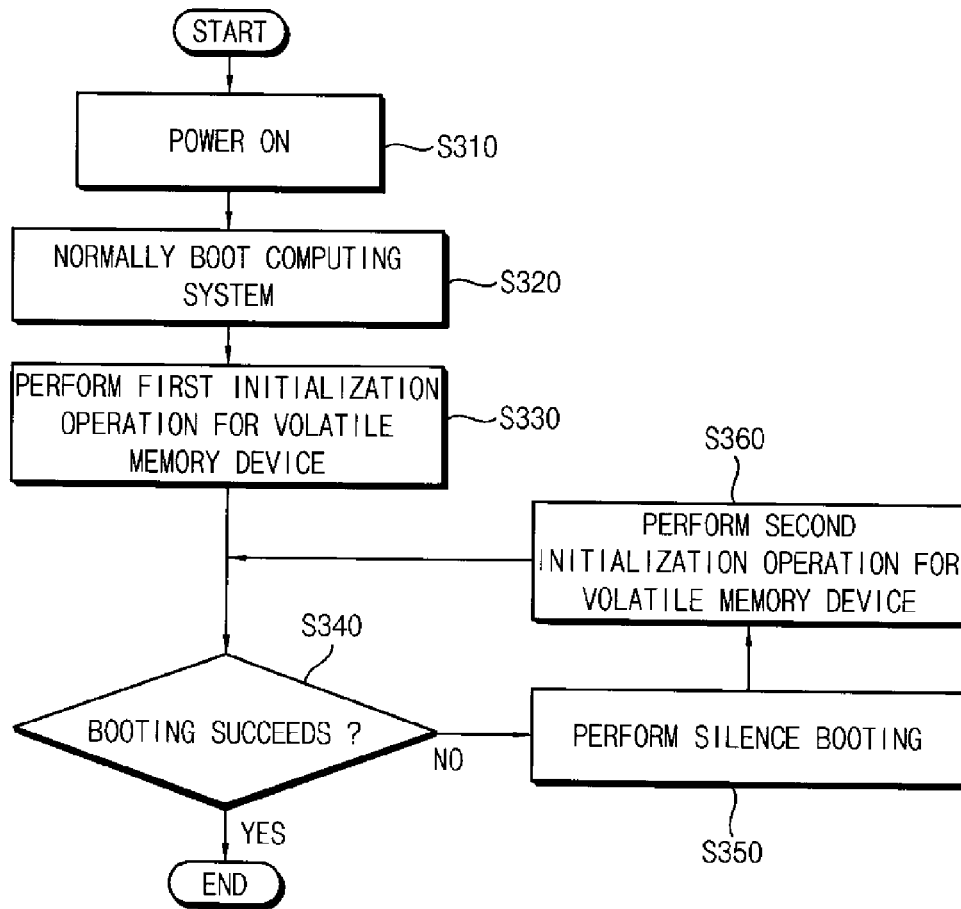 START
POWER ON
S310
NORMALLY BOOT COMPUTING
SYSTEM
S320
PERFORM FIRST INITIALIZATION
OPERATION FOR VOLATILE
MEMORY DEVICE
S330
S360
PERFORM SECOND
INITIALIZATION OPERATION FOR
VOLATILE MEMORY DEVICE
S340
BOOTING SUCCEEDS ?
NO
PERFORM SILENCE BOOTING
S350
YES
END